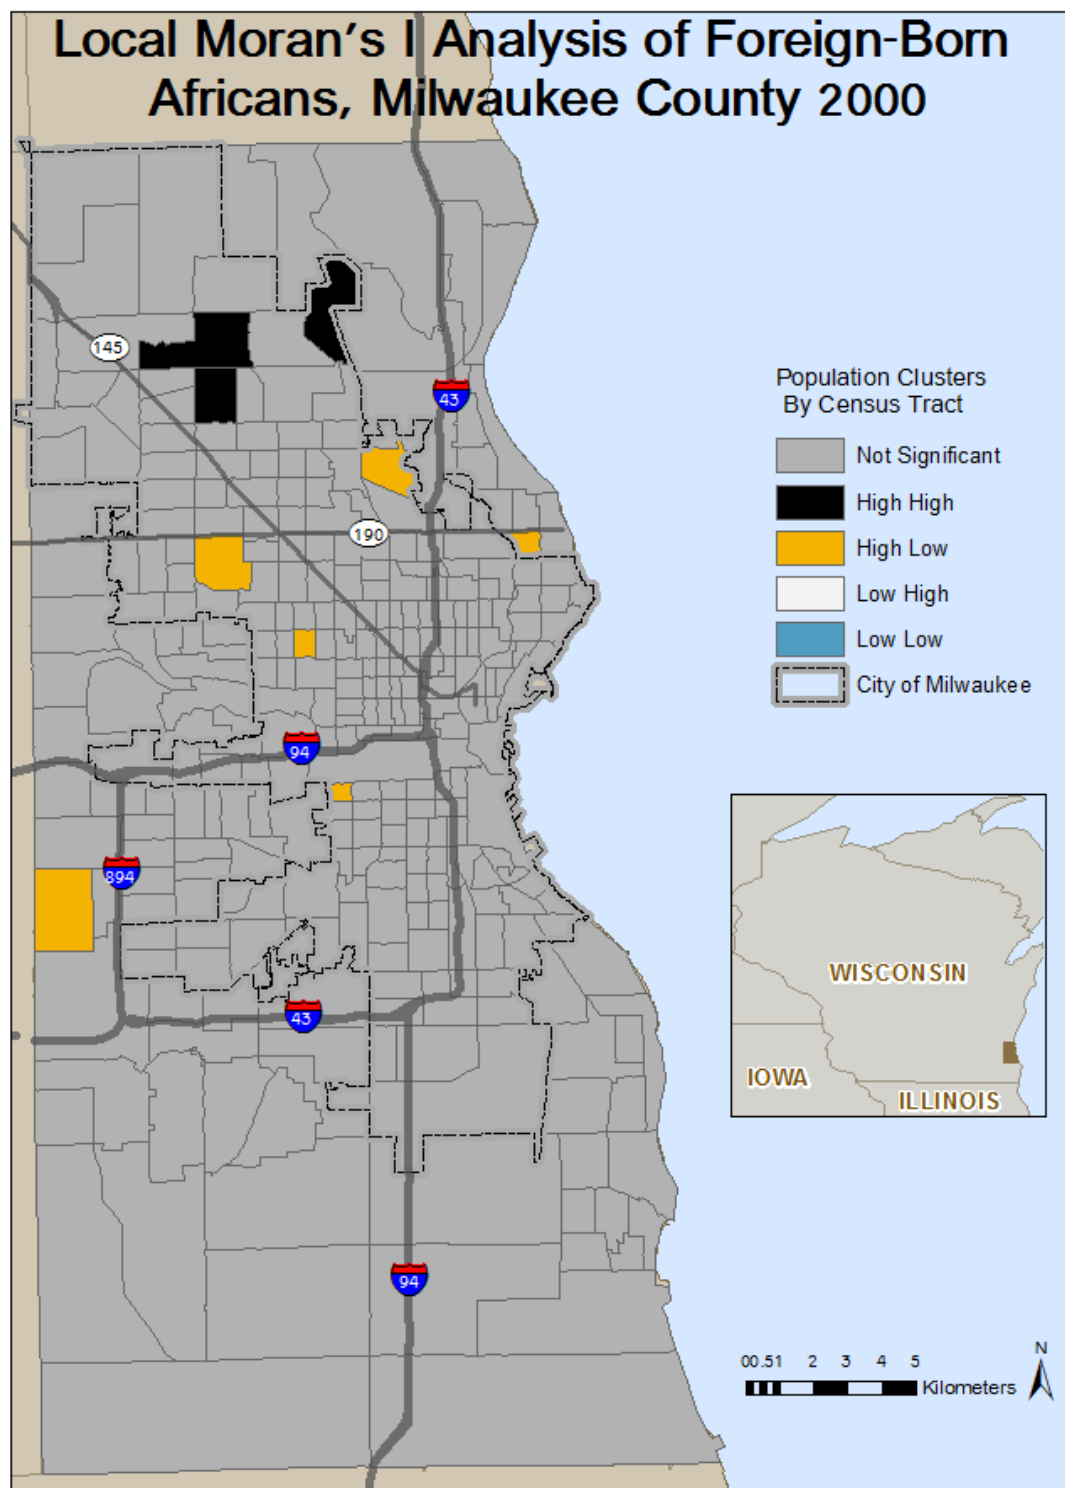 Local Moran's I Analysis of Foreign-Born
Africans, Milwaukee County 2000
145
43
190
94
894
43
94
Population Clusters
By Census Tract
Not Significant
High High
High Low
Low High
Low Low
City of Milwaukee
WISCONSIN
IOWA
ILLINOIS
N
00.51 2 3 4 5
Kilometers